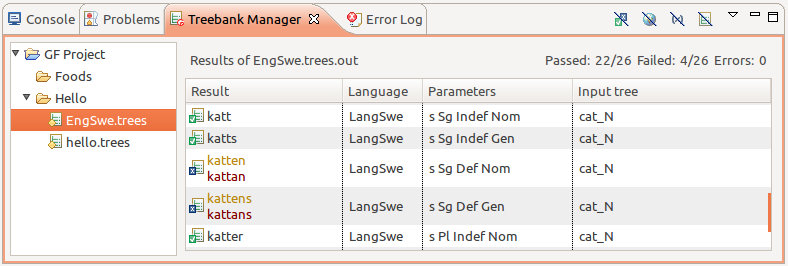 Console Problems Treebank Manager Error Log
GF Project
Foods
Hello
EngSwe.trees
hello.trees
Results of EngSwe.trees.out Passed: 22/26 Failed: 4/26 Errors: 0
Result Language Parameters Input tree
katt LangSwe s Sg Indef Nom cat_N
katts LangSwe s Sg Indef Gen cat_N
katten
kattan LangSwe s Sg Def Nom cat_N
kattens
kattans LangSwe s Sg Def Gen cat_N
katter LangSwe s Pl Indef Nom cat_N